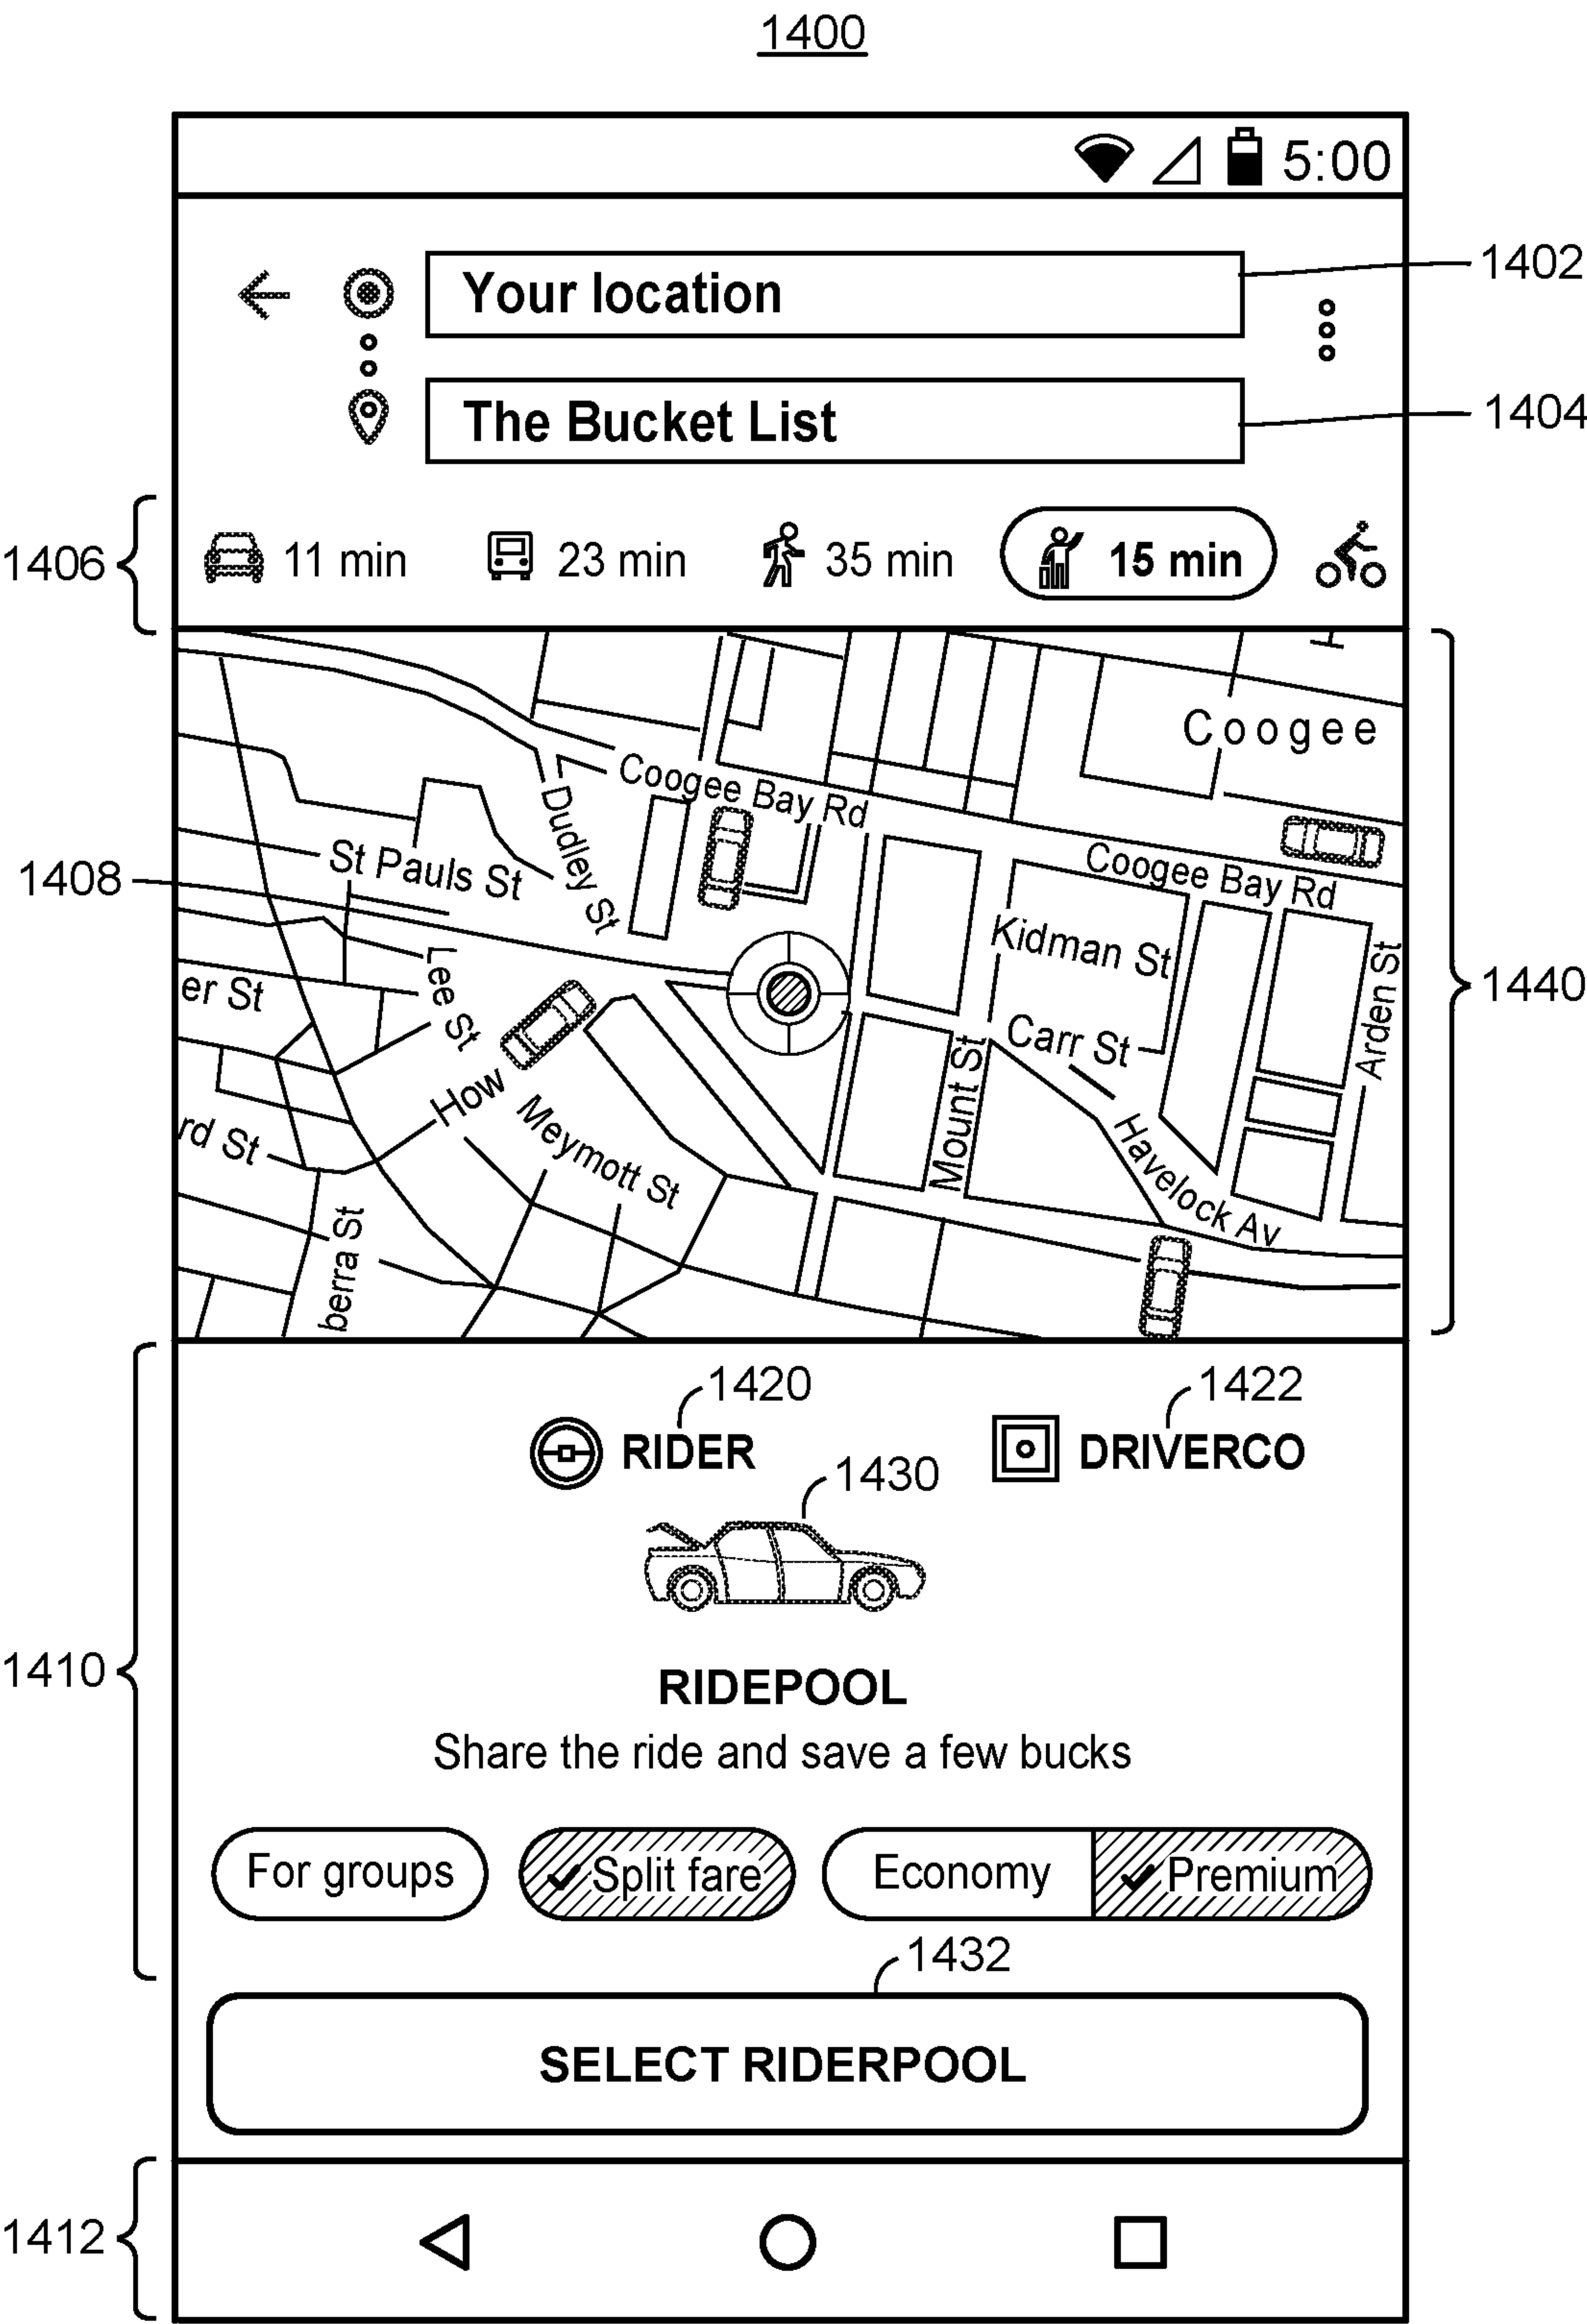 1400
5:00
Your location
1402
The Bucket List
1404
1406
11 min
23 min
35 min
15 min
Coogee
Coogee Bay Rd
Dudley St
Coogee Bay Rd
St Pauls St
1408
Kidman St
Lee St
er St
Arden St
1440
Carr St
Mount St
How
Meymott St
rd St
Havelock Av
berra St
1420
1422
RIDER
DRIVERCO
1430
1410
RIDEPOOL
Share the ride and save a few bucks
For groups
Split fare
Economy
Premium
1432
SELECT RIDERPOOL
1412